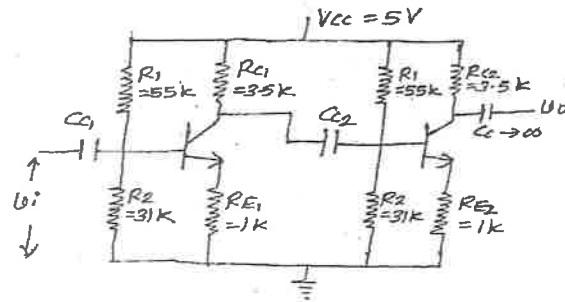 Vcc = 5V
R1
=55k
Rc1
=3.5k
R1
=55k
Rc2
=3.5k
Cc1
Cc2
Cc→∞
vo
vi
R2
=31k
RE1
=1k
R2
=31k
RE2
=1k